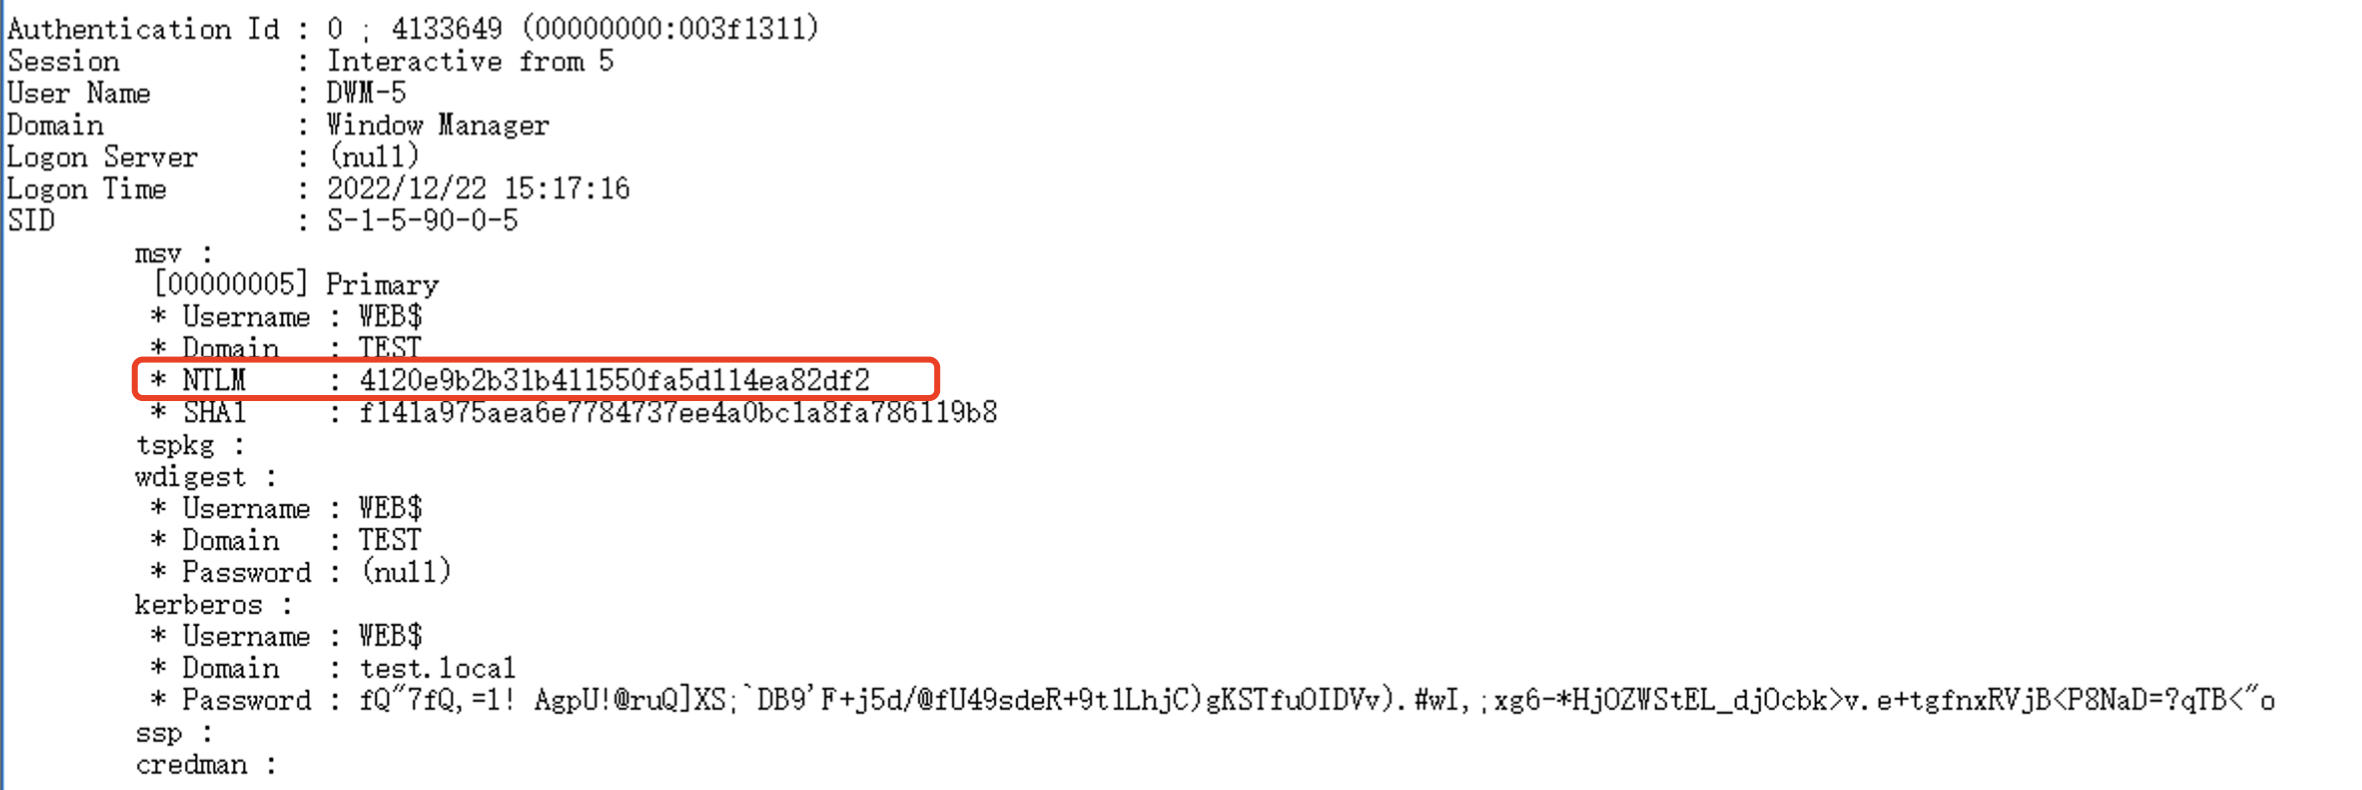 Authentication Id : 0 ; 4133649 (00000000:003f1311)
Session           : Interactive from 5
User Name         : DWM-5
Domain            : Window Manager
Logon Server      : (null)
Logon Time        : 2022/12/22 15:17:16
SID               : S-1-5-90-0-5
msv :
[00000005] Primary
* Username : WEB$
* Domain   : TEST
* NTLM     : 4120e9b2b31b411550fa5d114ea82df2
* SHA1     : f141a975aea6e7784737ee4a0bc1a8fa786119b8
tspkg :
wdigest :
* Username : WEB$
* Domain   : TEST
* Password : (null)
kerberos :
* Username : WEB$
* Domain   : test.local
* Password : fQ"7fQ,=1! AgpU!@ruQ]XS;`DB9'F+j5d/@fU49sdeR+9t1LhjC)gKSTfuOIDVv).#wI,;xg6-*HjOZWStEL_djOcbk>v.e+tgfnxRVjB<P8NaD=?qTB<"o
ssp :
credman :